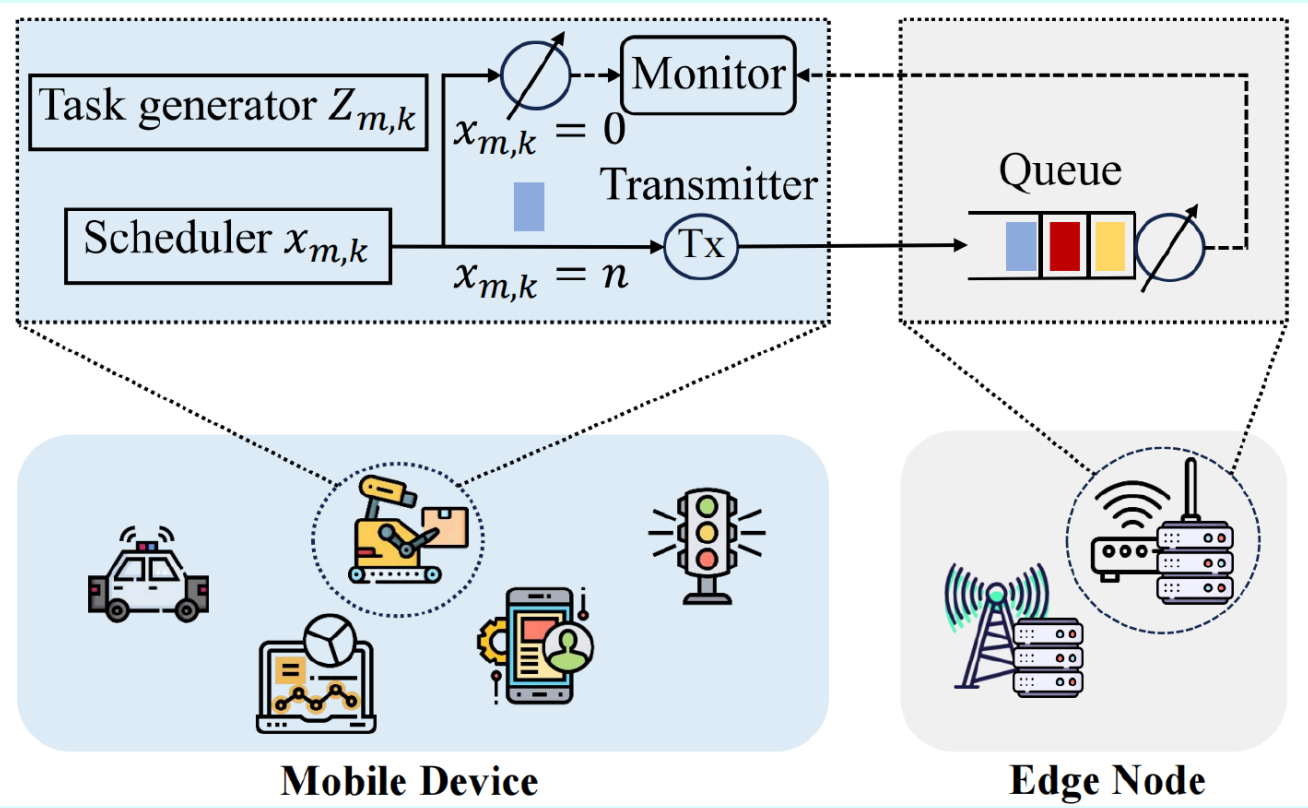 Task generator Z_{m,k}
Monitor
x_{m,k} = 0
Transmitter
Scheduler x_{m,k}
Tx
x_{m,k} = n
Queue
Mobile Device
Edge Node